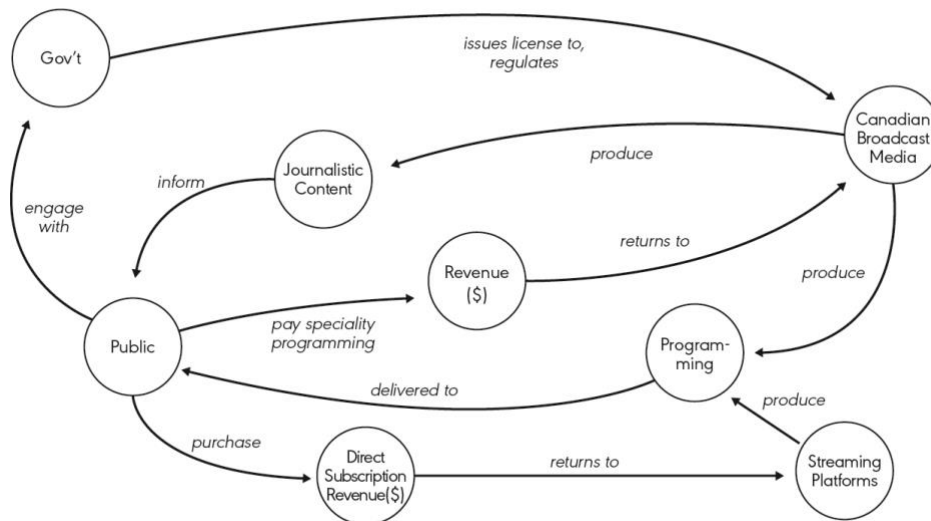 Gov't
issues license to,
regulates
Canadian
Broadcast
Media
produce
Journalistic
Content
inform
engage
with
returns to
Revenue
($)
produce
pay speciality
programming
Public
Program-
ming
delivered to
produce
purchase
Direct
Subscription
Revenue($)
returns to
Streaming
Platforms